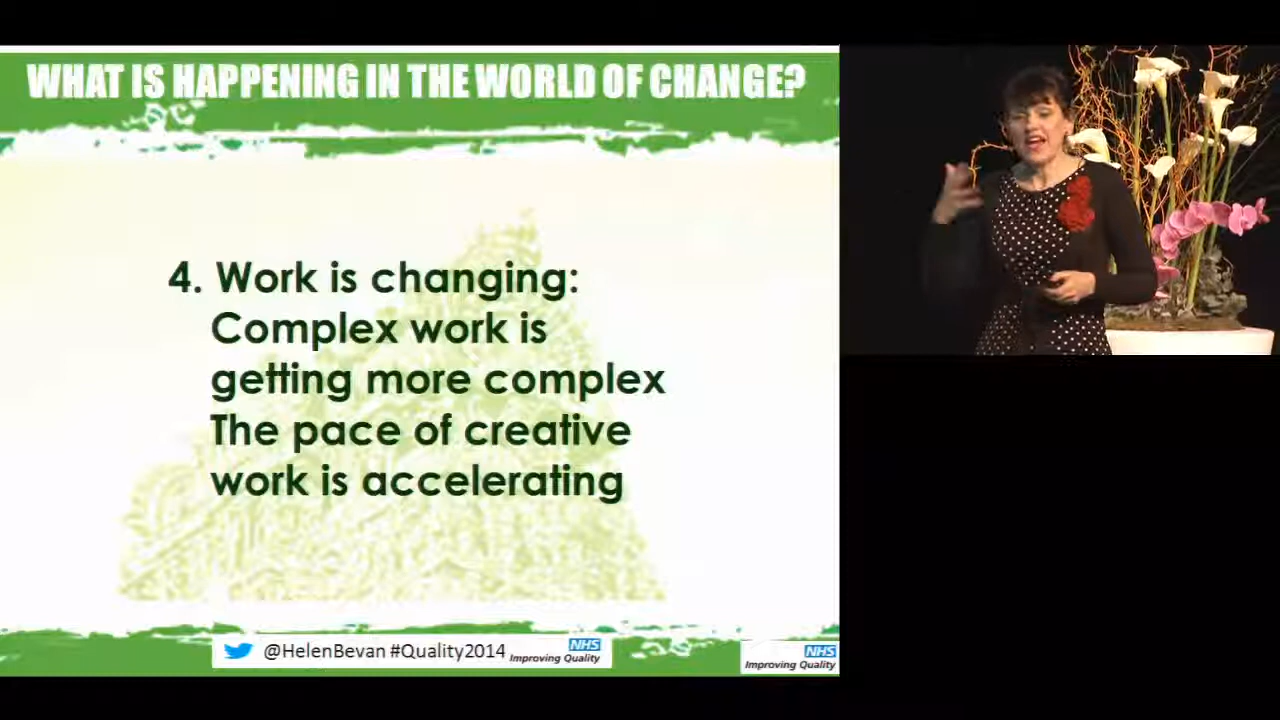 WHAT IS HAPPENING IN THE WORLD OF CHANGE?
4. Work is changing:
Complex work is
getting more complex
The pace of creative
work is accelerating
@HelenBevan #Quality2014
NHS
Improving Quality
NHS
Improving Quality